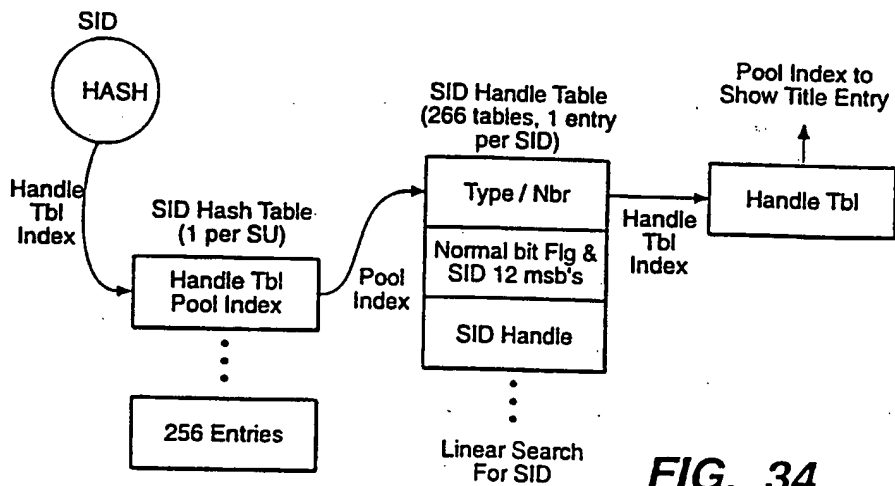 SID
HASH
Handle
Tbl
Index
SID Hash Table
(1 per SU)
Handle Tbl
Pool Index
256 Entries
Pool
Index
SID Handle Table
(266 tables, 1 entry
per SID)
Type / Nbr
Normal bit Flg &
SID 12 msb's
SID Handle
Linear Search
For SID
Handle
Tbl
Index
Pool Index to
Show Title Entry
Handle Tbl
FIG. 34